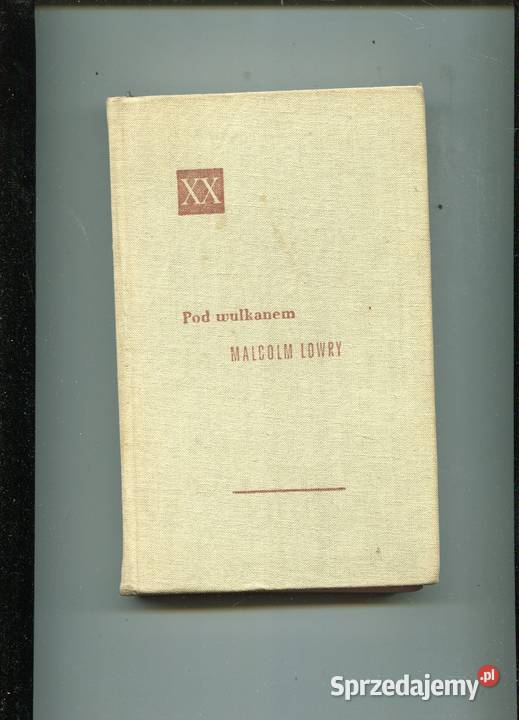 XX
Pod wulkanem
MALCOLM LOWRY
Sprzedajemy.pl